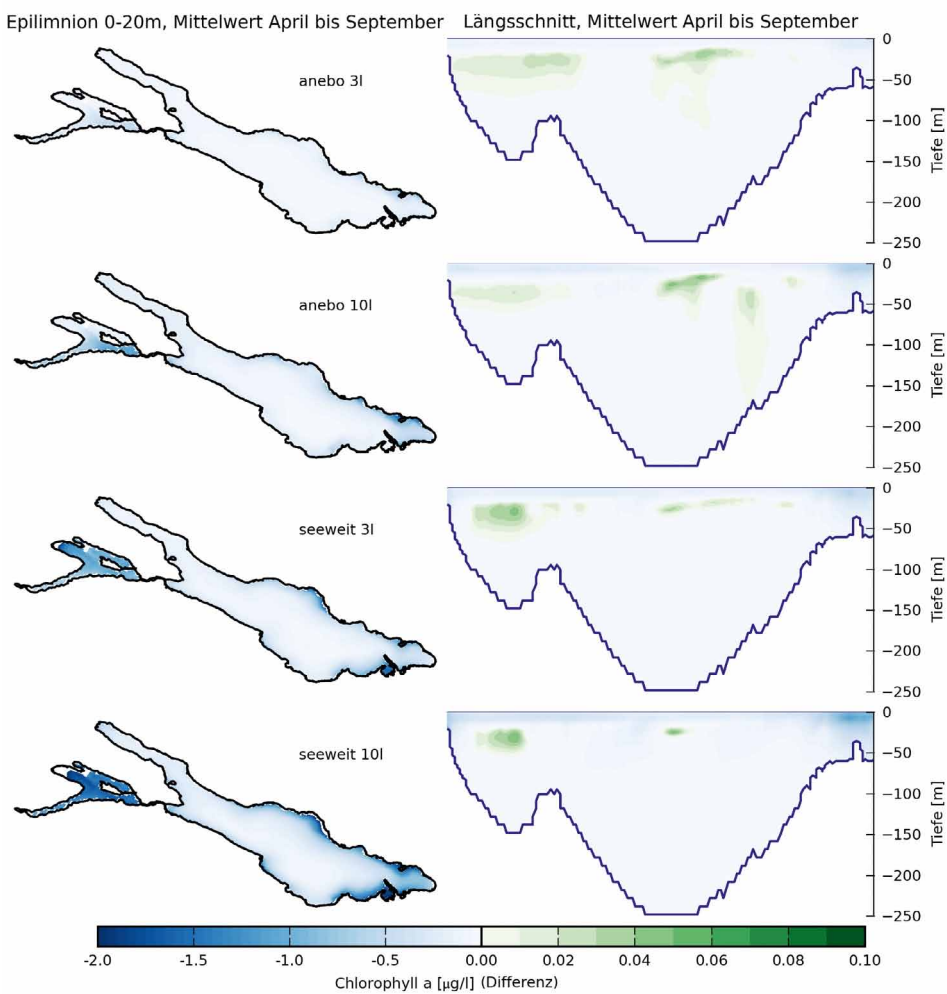 Epilimnion 0-20m, Mittelwert April bis September
Längsschnitt, Mittelwert April bis September
anebo 3l
0
−50
−100
−150
−200
−250
Tiefe [m]
anebo 10l
0
−50
−100
−150
−200
−250
Tiefe [m]
seeweit 3l
0
−50
−100
−150
−200
−250
Tiefe [m]
seeweit 10l
0
−50
−100
−150
−200
−250
Tiefe [m]
-2.0 -1.5 -1.0 -0.5 0.00 0.02 0.04 0.06 0.08 0.10
Chlorophyll a [µg/l] (Differenz)